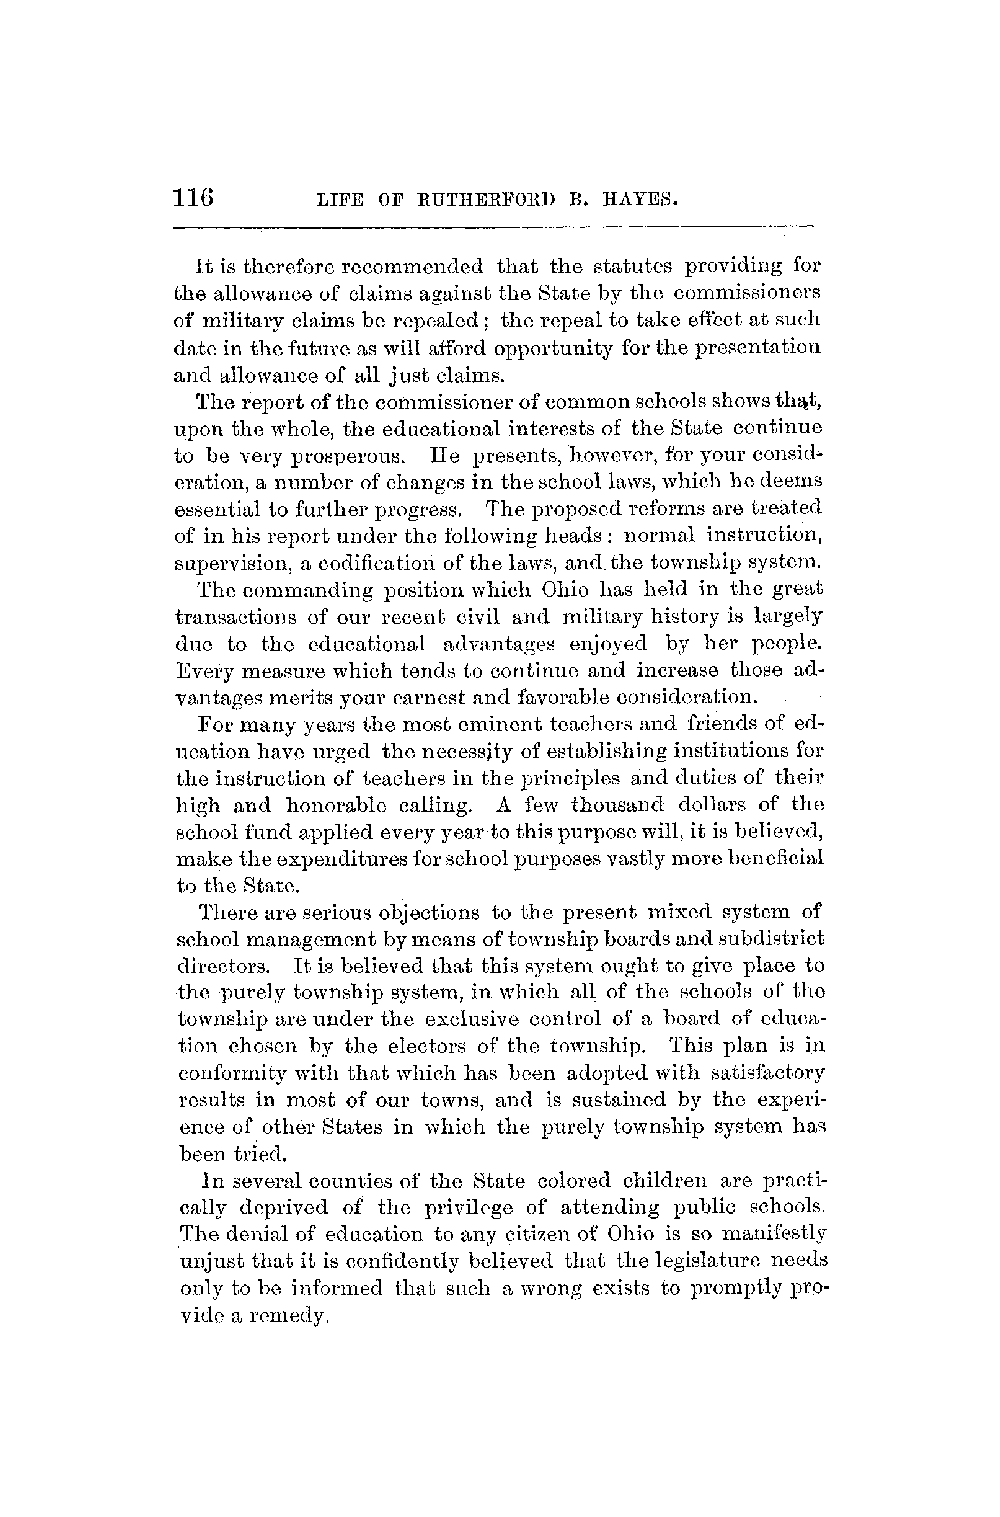 116 LIFE OF RUTHERFORD B. HAYES.
It is therefore recommended that the statutes providing for
the allowance of claims against the State by the commissioners
of military claims be repealed; the repeal to take effect at such
date in the future as will afford opportunity for the presentation
and allowance of all just claims.
The report of the commissioner of common schools shows that,
upon the whole, the educational interests of the State continue
to be very prosperous. He presents, however, for your consid-
eration, a number of changes in the school laws, which he deems
essential to further progress. The proposed reforms are treated
of in his report under the following heads: normal instruction,
supervision, a codification of the laws, and the township system.
The commanding position which Ohio has held in the great
transactions of our recent civil and military history is largely
due to the educational advantages enjoyed by her people.
Every measure which tends to continue and increase those ad-
vantages merits your earnest and favorable consideration.
For many years the most eminent teachers and friends of ed-
ucation have urged the necessity of establishing institutions for
the instruction of teachers in the principles and duties of their
high and honorable calling. A few thousand dollars of the
school fund applied every year to this purpose will, it is believed,
make the expenditures for school purposes vastly more beneficial
to the State.
There are serious objections to the present mixed system of
school management by means of township boards and subdistrict
directors. It is believed that this system ought to give place to
the purely township system, in which all of the schools of the
township are under the exclusive control of a board of educa-
tion chosen by the electors of the township. This plan is in
conformity with that which has been adopted with satisfactory
results in most of our towns, and is sustained by the experi-
ence of other States in which the purely township system has
been tried.
In several counties of the State colored children are practi-
cally deprived of the privilege of attending public schools.
The denial of education to any citizen of Ohio is so manifestly
unjust that it is confidently believed that the legislature needs
only to be informed that such a wrong exists to promptly pro-
vide a remedy.